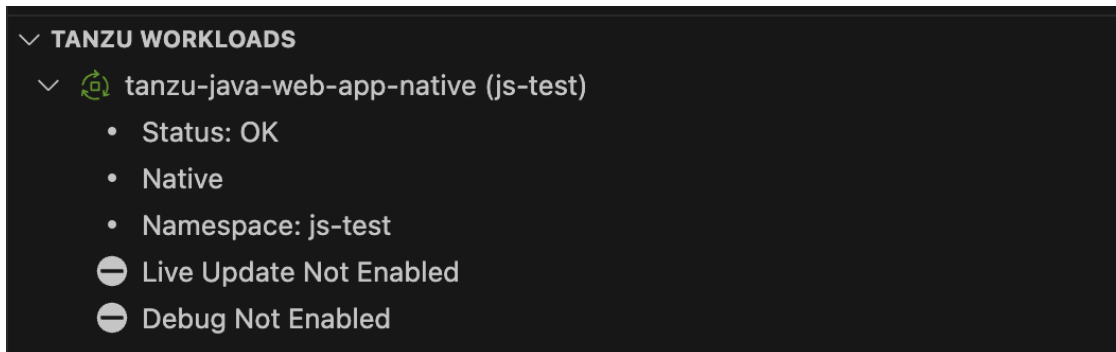 TANZU WORKLOADS
tanzu-java-web-app-native (js-test)
• Status: OK
• Native
• Namespace: js-test
Live Update Not Enabled
Debug Not Enabled